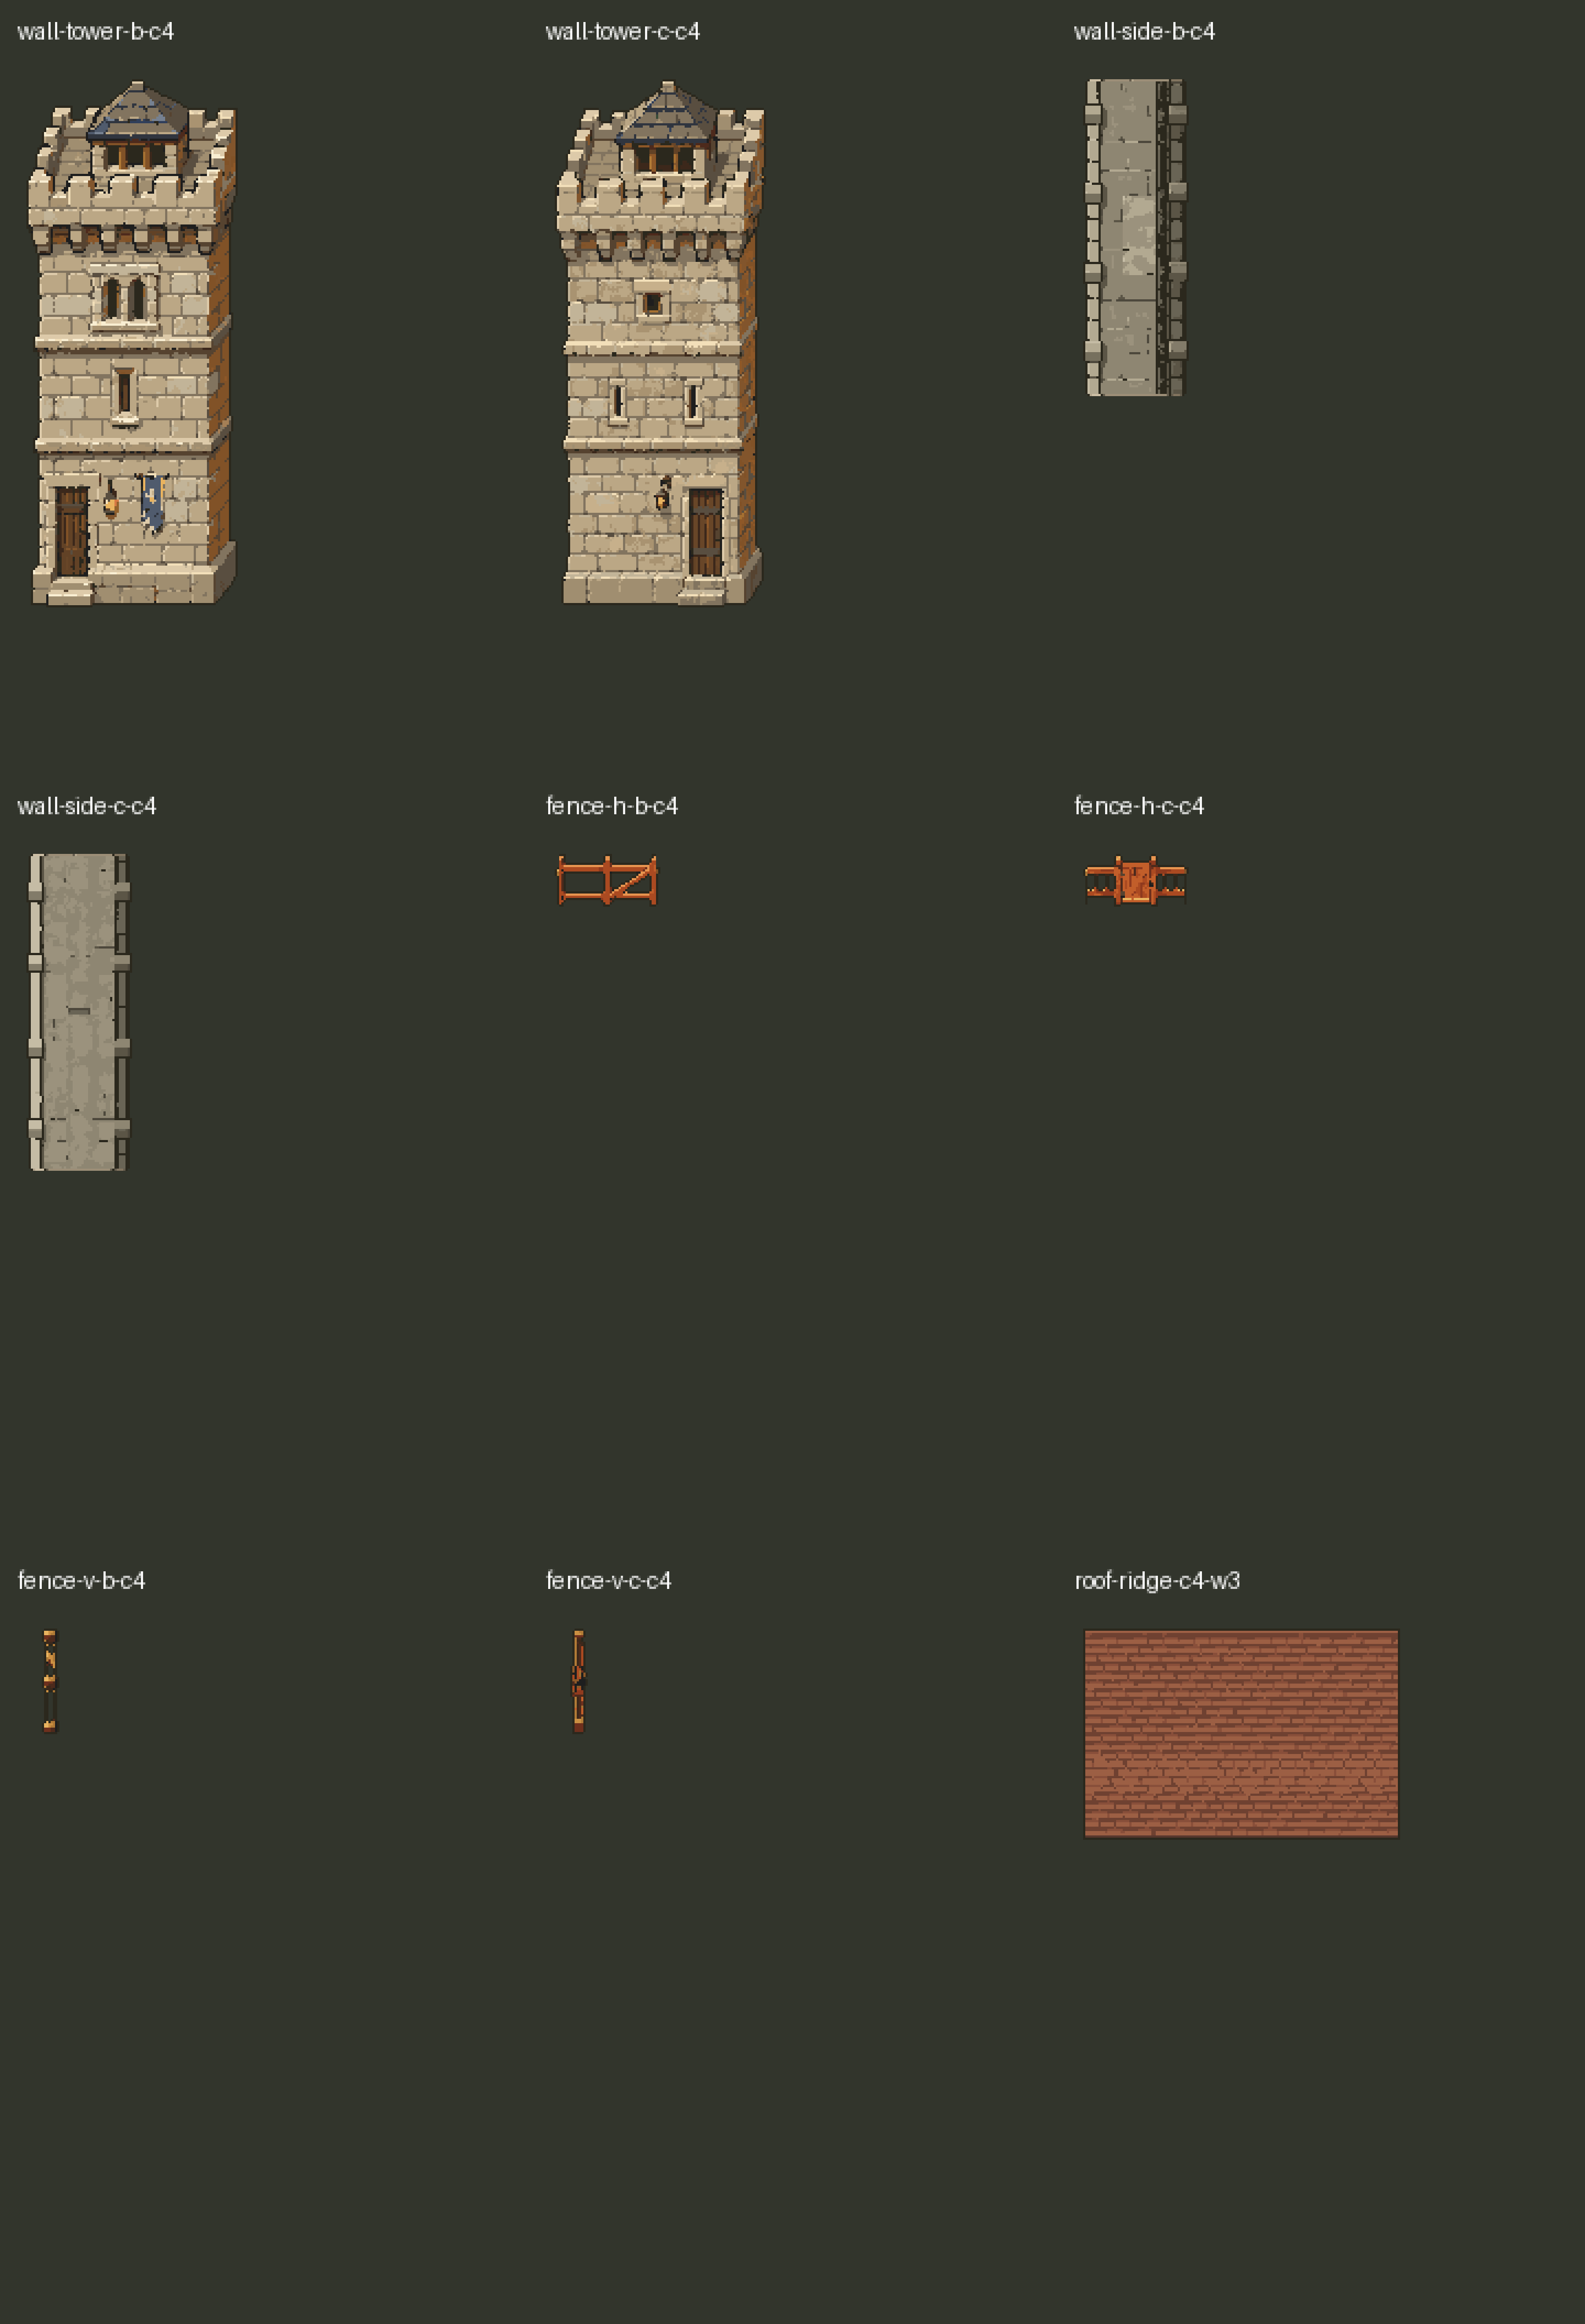 wall-tower-b-c4
wall-tower-c-c4
wall-side-b-c4
wall-side-c-c4
fence-h-b-c4
fence-h-c-c4
fence-v-b-c4
fence-v-c-c4
roof-ridge-c4-w3